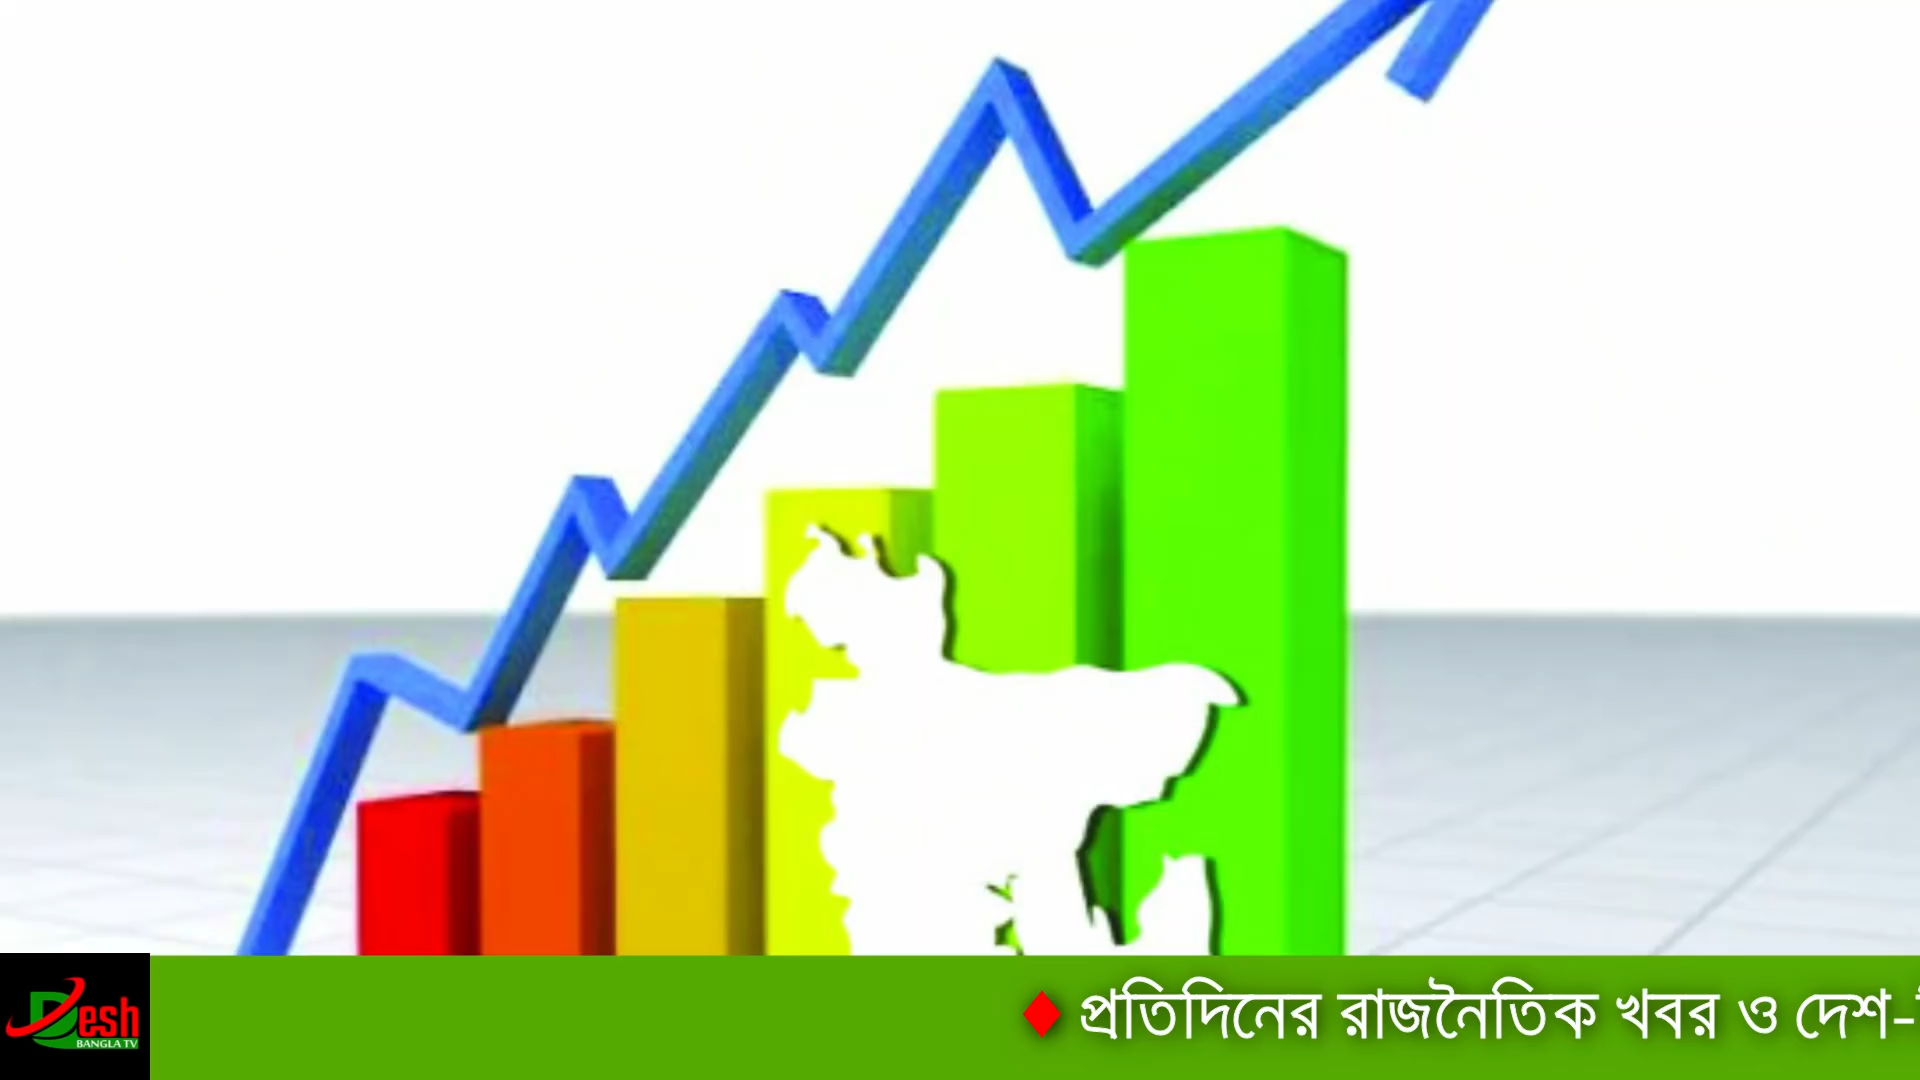 ♦ প্রতিদিনের রাজনৈতিক খবর ও দেশ-
Desh
BANGLA TV